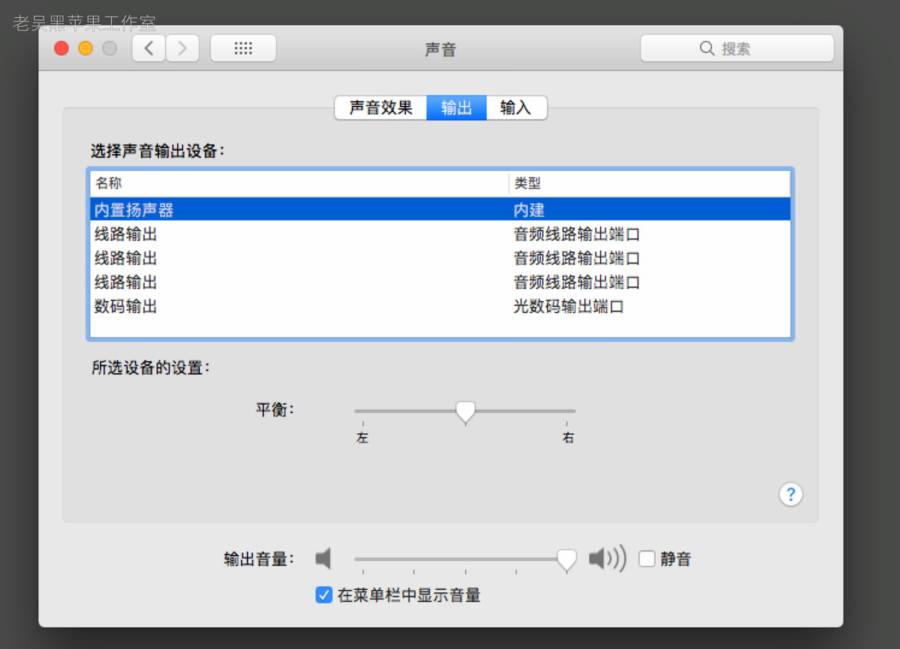 老吴黑苹果工作室
声音
搜索
声音效果 输出 输入
选择声音输出设备：
名称 类型
内置扬声器 内建
线路输出 音频线路输出端口
线路输出 音频线路输出端口
线路输出 音频线路输出端口
数码输出 光数码输出端口
所选设备的设置：
平衡：
左 右
?
输出音量： 静音
在菜单栏中显示音量